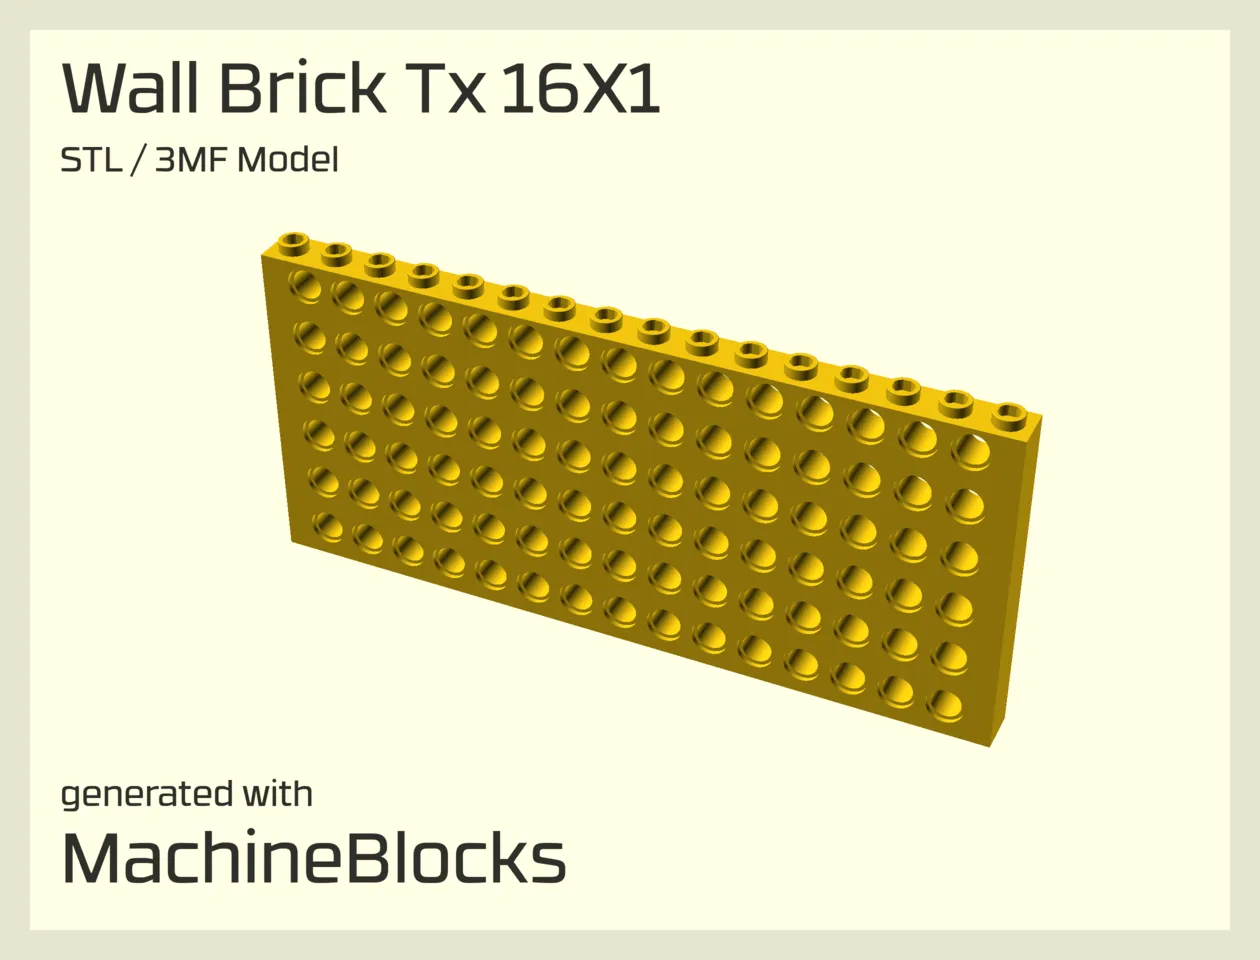 Wall Brick Tx 16X1
STL / 3MF Model
generated with
MachineBlocks